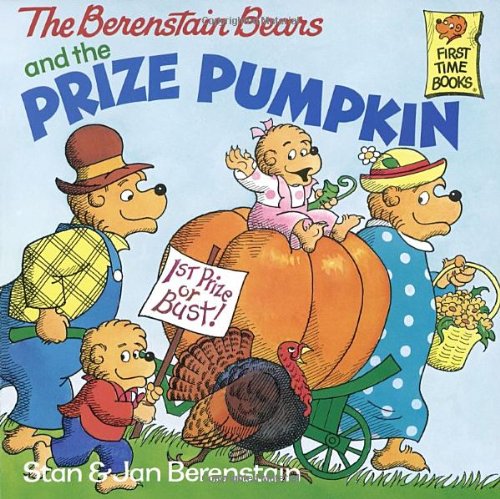 The Berenstain Bears
and the
PRIZE PUMPKIN
FIRST
TIME
BOOKS®
1ST Prize
or
Bust!
Stan & Jan Berenstain